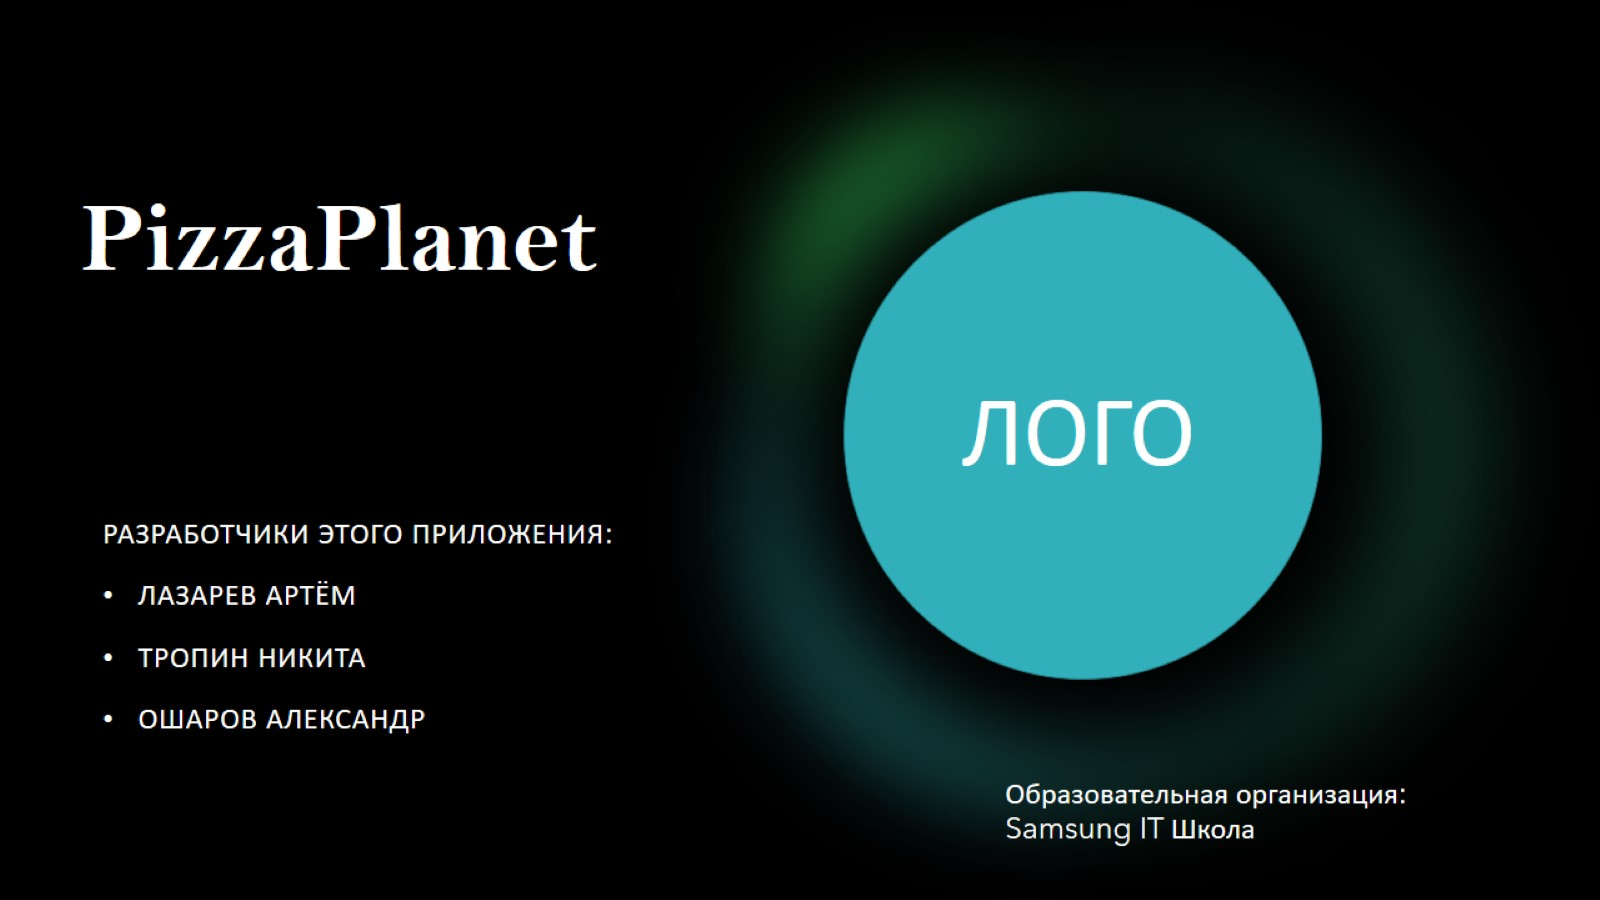 PizzaPlanet
ЛОГО
РАЗРАБОТЧИКИ ЭТОГО ПРИЛОЖЕНИЯ:
• ЛАЗАРЕВ АРТЁМ
• ТРОПИН НИКИТА
• ОШАРОВ АЛЕКСАНДР
Образовательная организация:
Samsung IT Школа